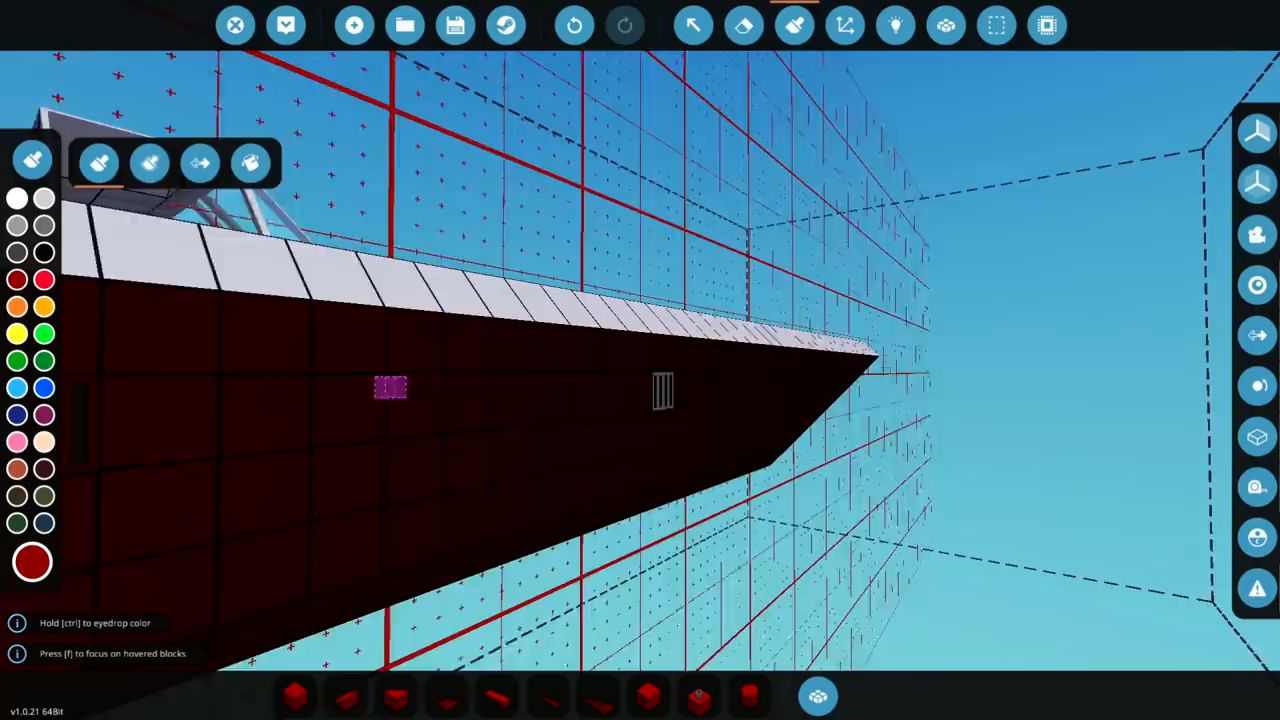 Hold [ctrl] to eyedrop color
Press [f] to focus on hovered blocks
v1.0.21 64Bit